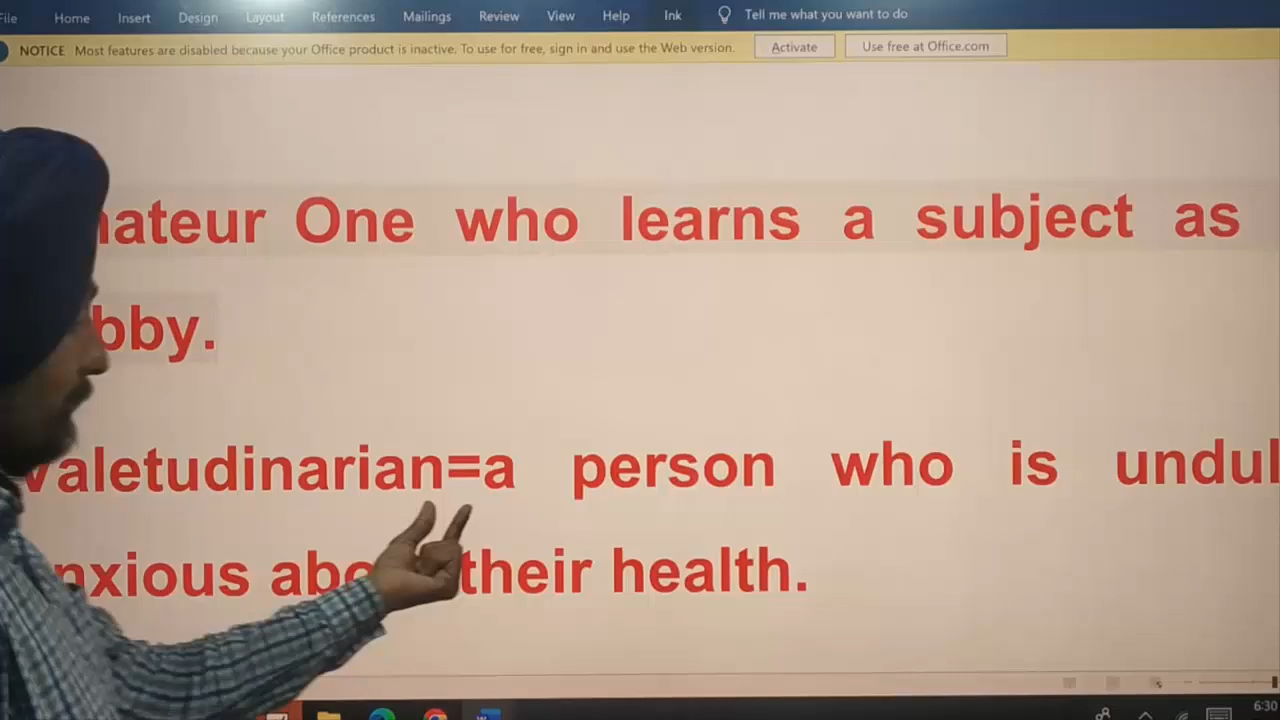 File Home Insert Design Layout References Mailings Review View Help Ink Tell me what you want to do
NOTICE Most features are disabled because your Office product is inactive. To use for free, sign in and use the Web version. Activate Use free at Office.com
ateur One who learns a subject as
bby.
Valetudinarian=a person who is undul
nxious abo their health.
6:30